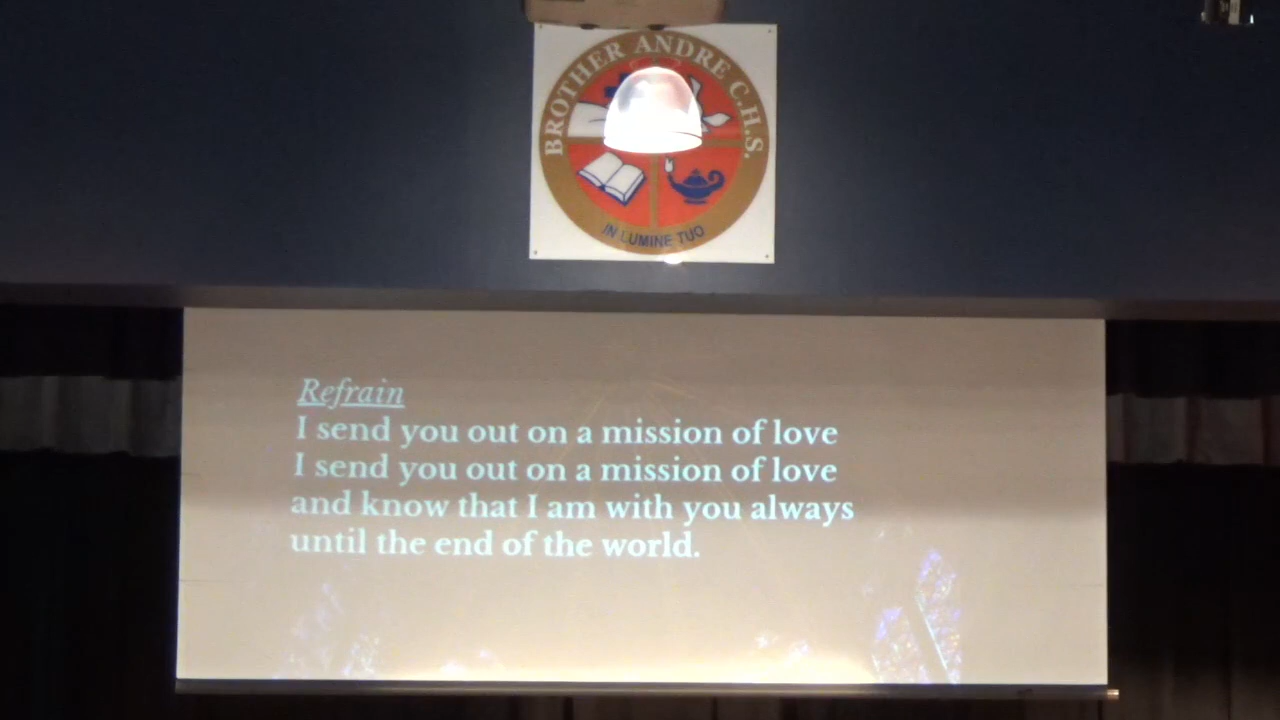 BROTHER ANDRE C.H.S.
IN LUMINE TUO
Refrain
I send you out on a mission of love
I send you out on a mission of love
and know that I am with you always
until the end of the world.